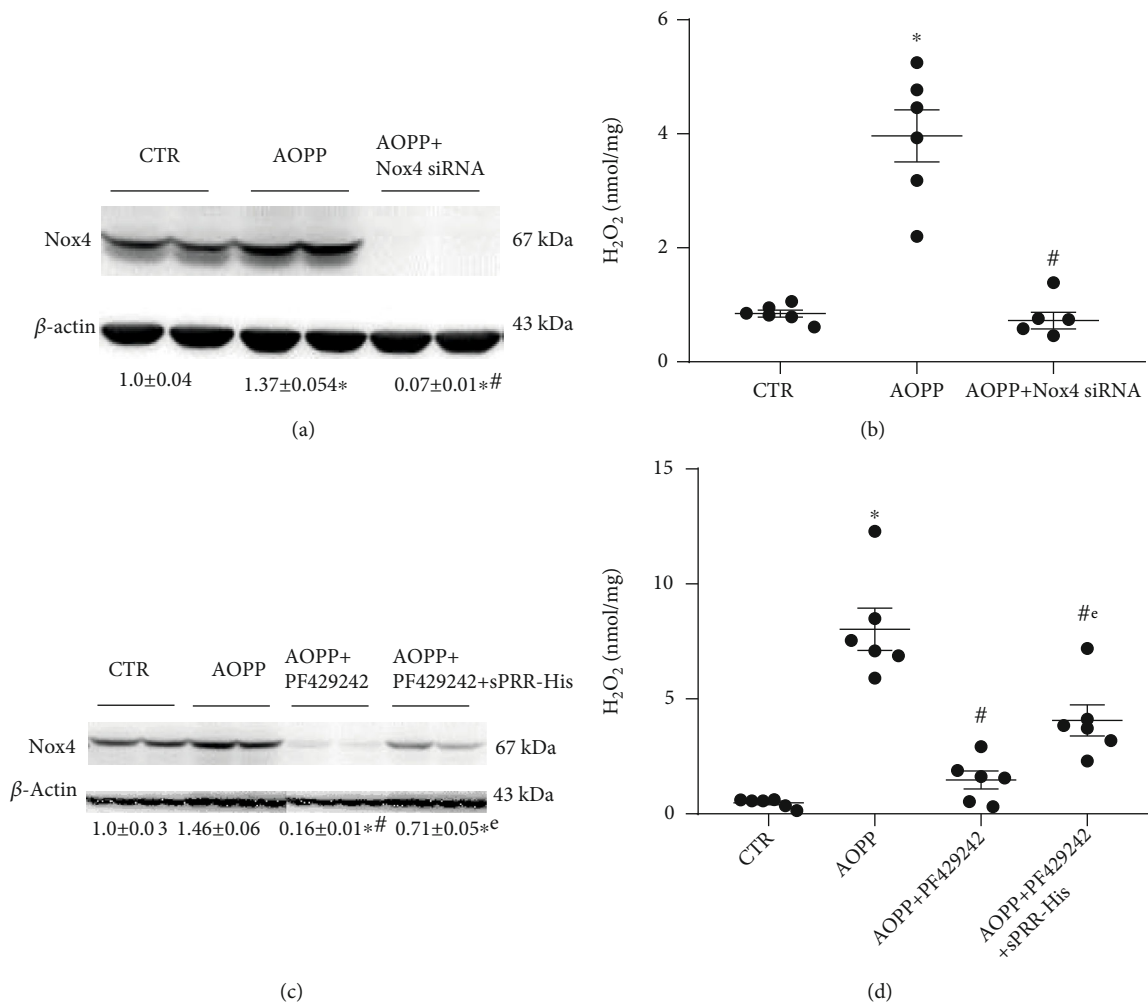 CTR
AOPP
AOPP+
Nox4 siRNA
Nox4
67 kDa
β-actin
43 kDa
1.0±0.04
1.37±0.054*
0.07±0.01*#
(a)
H₂O₂ (nmol/mg)
6
4
2
0
*
#
CTR
AOPP
AOPP+Nox4 siRNA
(b)
CTR
AOPP
AOPP+
PF429242
AOPP+
PF429242+sPRR-His
Nox4
67 kDa
β-Actin
43 kDa
1.0±0.03
1.46±0.06
0.16±0.01*#
0.71±0.05*e
(c)
H₂O₂ (nmol/mg)
15
10
5
0
*
#
#e
CTR
AOPP
AOPP+PF429242
AOPP+PF429242
+sPRR-His
(d)